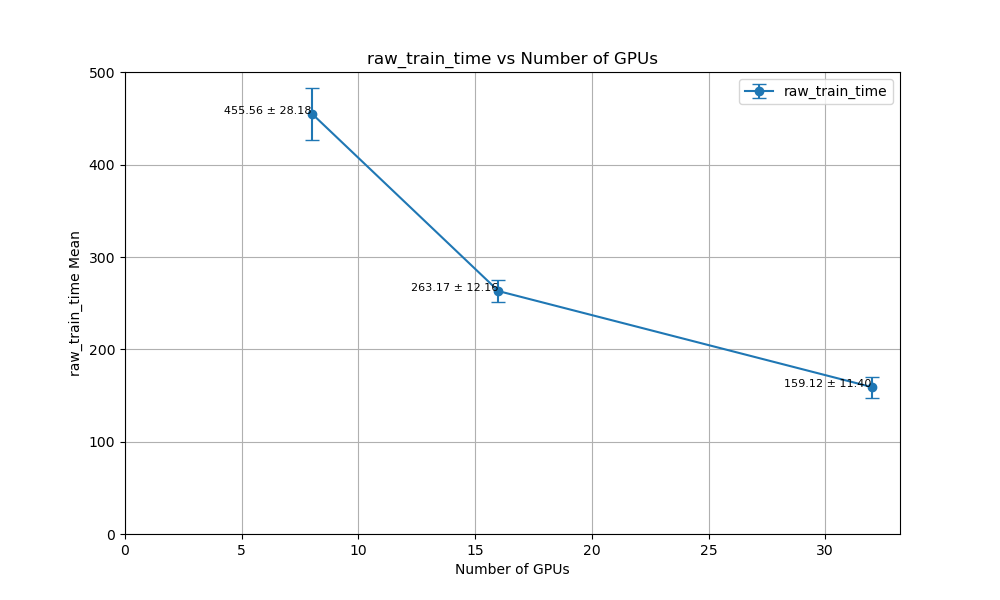 raw_train_time vs Number of GPUs
raw_train_time
500
400
300
200
100
0
raw_train_time Mean
455.56 ± 28.18
263.17 ± 12.16
159.12 ± 11.40
0 5 10 15 20 25 30
Number of GPUs